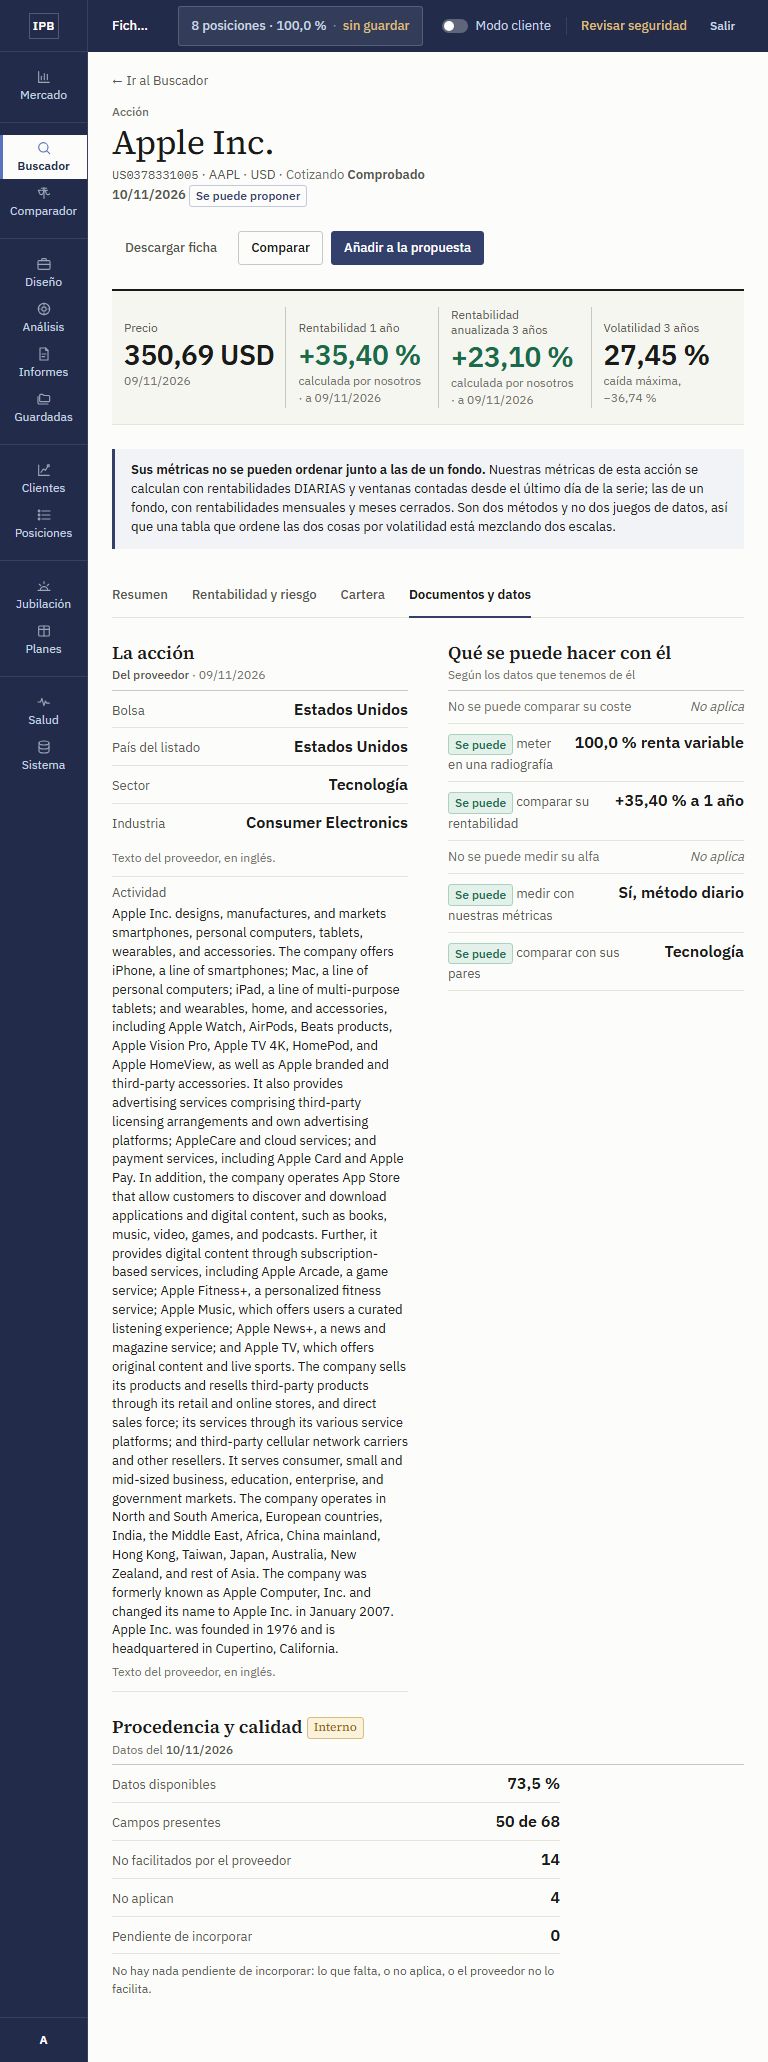 IPB
Fich...
8 posiciones · 100,0 % · sin guardar
Modo cliente
Revisar seguridad
Salir
Mercado
Buscador
Comparador
Diseño
Análisis
Informes
Guardadas
Clientes
Posiciones
Jubilación
Planes
Salud
Sistema
A
← Ir al Buscador
Acción
Apple Inc.
US0378331005 · AAPL · USD · Cotizando Comprobado
10/11/2026 Se puede proponer
Descargar ficha
Comparar
Añadir a la propuesta
Precio
350,69 USD
09/11/2026
Rentabilidad 1 año
+35,40 %
calculada por nosotros
· a 09/11/2026
Rentabilidad
anualizada 3 años
+23,10 %
calculada por nosotros
· a 09/11/2026
Volatilidad 3 años
27,45 %
caída máxima,
−36,74 %
Sus métricas no se pueden ordenar junto a las de un fondo. Nuestras métricas de esta acción se
calculan con rentabilidades DIARIAS y ventanas contadas desde el último día de la serie; las de un
fondo, con rentabilidades mensuales y meses cerrados. Son dos métodos y no dos juegos de datos, así
que una tabla que ordene las dos cosas por volatilidad está mezclando dos escalas.
Resumen
Rentabilidad y riesgo
Cartera
Documentos y datos
La acción
Del proveedor · 09/11/2026
Bolsa Estados Unidos
País del listado Estados Unidos
Sector Tecnología
Industria Consumer Electronics
Texto del proveedor, en inglés.
Actividad
Apple Inc. designs, manufactures, and markets
smartphones, personal computers, tablets,
wearables, and accessories. The company offers
iPhone, a line of smartphones; Mac, a line of
personal computers; iPad, a line of multi-purpose
tablets; and wearables, home, and accessories,
including Apple Watch, AirPods, Beats products,
Apple Vision Pro, Apple TV 4K, HomePod, and
Apple HomeView, as well as Apple branded and
third-party accessories. It also provides
advertising services comprising third-party
licensing arrangements and own advertising
platforms; AppleCare and cloud services; and
payment services, including Apple Card and Apple
Pay. In addition, the company operates App Store
that allow customers to discover and download
applications and digital content, such as books,
music, video, games, and podcasts. Further, it
provides digital content through subscription-
based services, including Apple Arcade, a game
service; Apple Fitness+, a personalized fitness
service; Apple Music, which offers users a curated
listening experience; Apple News+, a news and
magazine service; and Apple TV, which offers
original content and live sports. The company sells
its products and resells third-party products
through its retail and online stores, and direct
sales force; its services through its various service
platforms; and third-party cellular network carriers
and other resellers. It serves consumer, small and
mid-sized business, education, enterprise, and
government markets. The company operates in
North and South America, European countries,
India, the Middle East, Africa, China mainland,
Hong Kong, Taiwan, Japan, Australia, New
Zealand, and rest of Asia. The company was
formerly known as Apple Computer, Inc. and
changed its name to Apple Inc. in January 2007.
Apple Inc. was founded in 1976 and is
headquartered in Cupertino, California.
Texto del proveedor, en inglés.
Qué se puede hacer con él
Según los datos que tenemos de él
No se puede comparar su coste No aplica
Se puede meter 100,0 % renta variable
en una radiografía
Se puede comparar su +35,40 % a 1 año
rentabilidad
No se puede medir su alfa No aplica
Se puede medir con Sí, método diario
nuestras métricas
Se puede comparar con sus Tecnología
pares
Procedencia y calidad Interno
Datos del 10/11/2026
Datos disponibles 73,5 %
Campos presentes 50 de 68
No facilitados por el proveedor 14
No aplican 4
Pendiente de incorporar 0
No hay nada pendiente de incorporar: lo que falta, o no aplica, o el proveedor no lo
facilita.